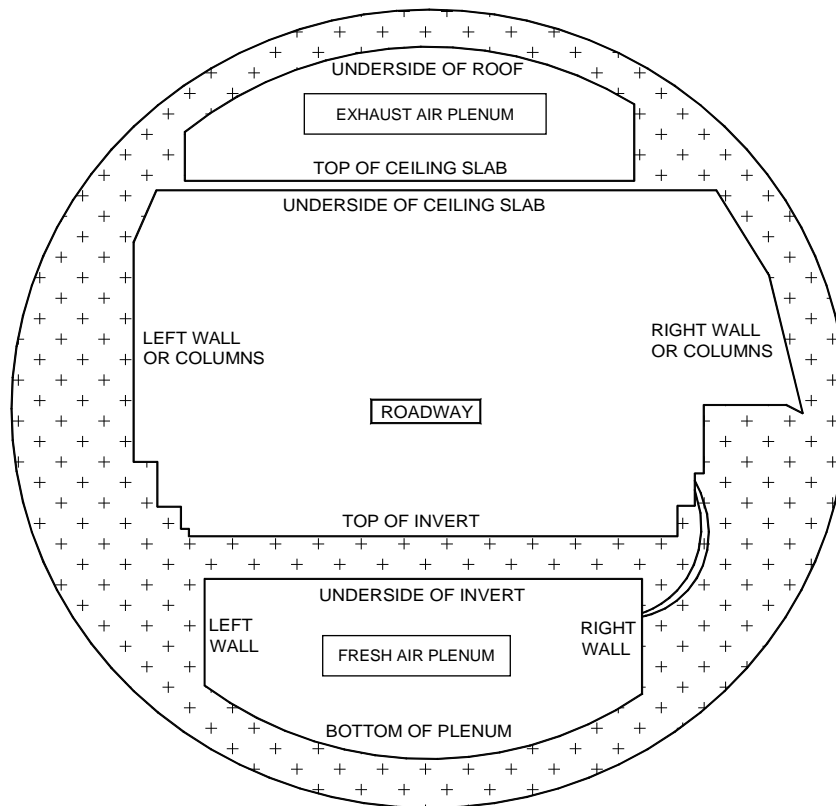 UNDERSIDE OF ROOF
EXHAUST AIR PLENUM
TOP OF CEILING SLAB
UNDERSIDE OF CEILING SLAB
LEFT WALL
OR COLUMNS
RIGHT WALL
OR COLUMNS
ROADWAY
TOP OF INVERT
UNDERSIDE OF INVERT
LEFT
WALL
RIGHT
WALL
FRESH AIR PLENUM
BOTTOM OF PLENUM